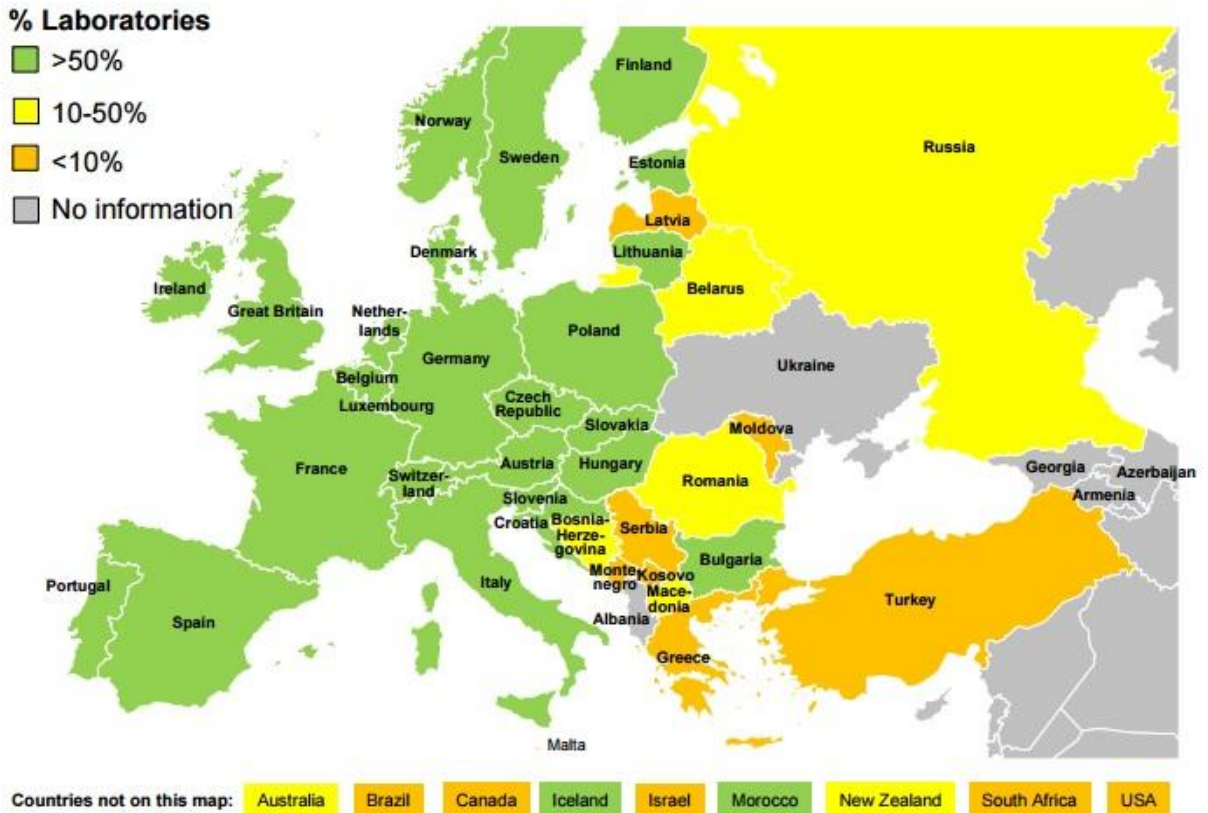 % Laboratories
>50%
10-50%
<10%
No information
Finland
Norway
Sweden
Russia
Estonia
Latvia
Denmark
Lithuania
Ireland
Great Britain
Nether-
lands
Belarus
Poland
Germany
Ukraine
Belgium
Luxembourg
Czech
Republic
Slovakia
Moldova
France
Switzer-
land
Austria
Hungary
Romania
Georgia
Azerbaijan
Armenia
Slovenia
Croatia
Bosnia-
Herze-
govina
Serbia
Bulgaria
Portugal
Spain
Italy
Monte-
negro
Kosovo
Mace-
donia
Albania
Greece
Turkey
Malta
Countries not on this map: Australia Brazil Canada Iceland Israel Morocco New Zealand South Africa USA